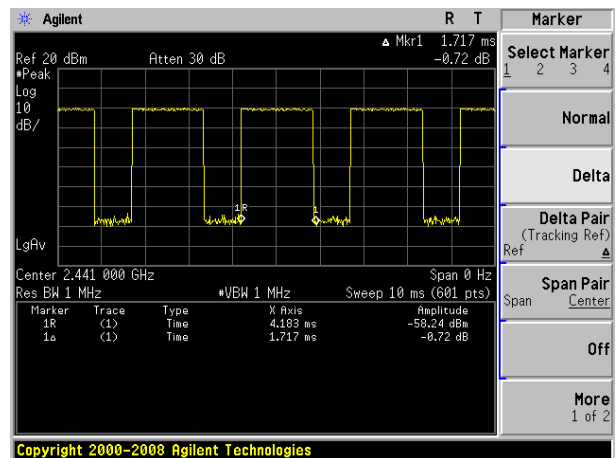 Agilent R T
Δ Mkr1 1.717 ms
Ref 20 dBm Atten 30 dB -0.72 dB
#Peak
Log
10
dB/
1R
1
LgAv
Center 2.441 000 GHz Span 0 Hz
Res BW 1 MHz #VBW 1 MHz Sweep 10 ms (601 pts)
Marker Trace Type X Axis Amplitude
1R (1) Time 4.183 ms -58.24 dBm
1Δ (1) Time 1.717 ms -0.72 dB
Copyright 2000-2008 Agilent Technologies
Marker
Select Marker
1 2 3 4
Normal
Delta
Delta Pair
(Tracking Ref)
Ref Δ
Span Pair
Span Center
Off
More
1 of 2